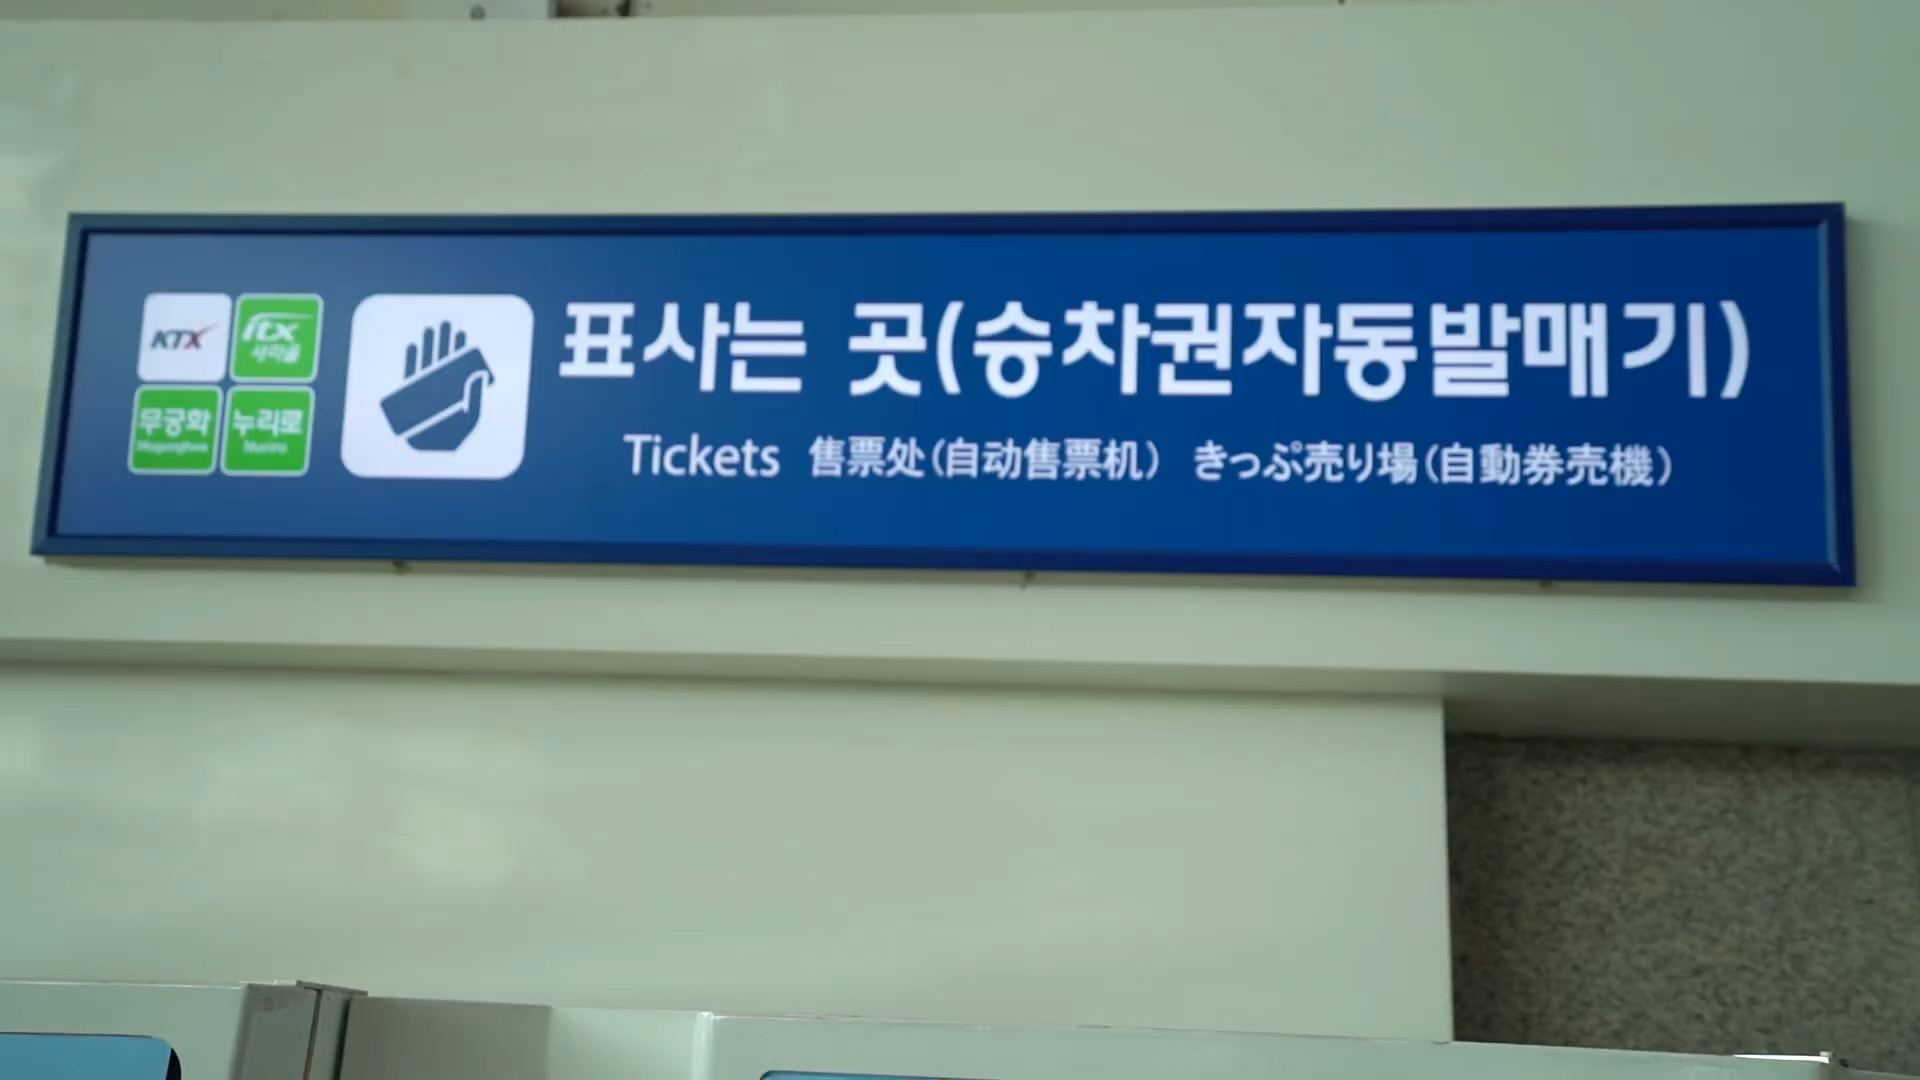 KTX
itx
새마을
무궁화
Mugunghwa
누리로
Nuriro
표사는 곳(승차권자동발매기)
Tickets 售票处(自动售票机) きっぷ売り場(自動券売機)